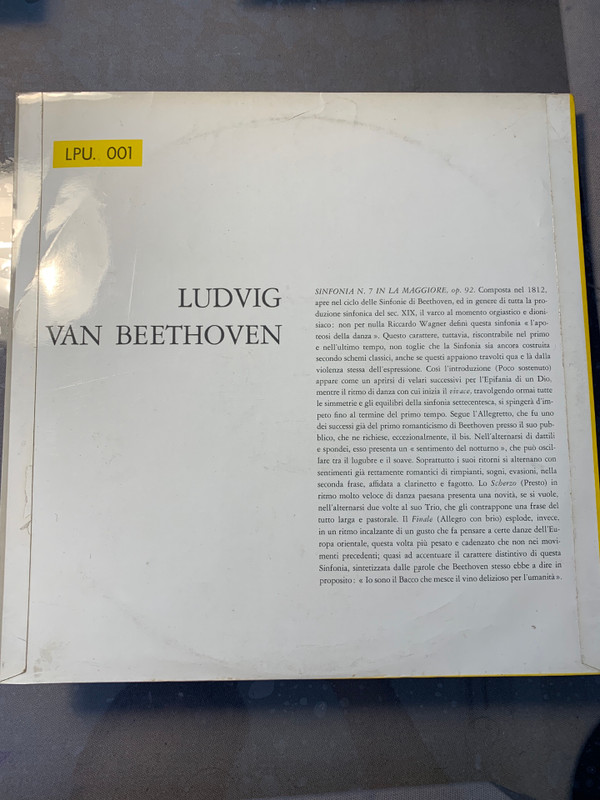 LPU. 001
LUDVIG
VAN BEETHOVEN
SINFONIA N. 7 IN LA MAGGIORE, op. 92. Composta nel 1812,
apre nel ciclo delle Sinfonie di Beethoven, ed in genere di tutta la pro-
duzione sinfonica del sec. XIX, il varco al momento orgiastico e dioni-
siaco: non per nulla Riccardo Wagner definì questa sinfonia « l'apo-
teosi della danza ». Questo carattere, tuttavia, riscontrabile nel primo
e nell'ultimo tempo, non toglie che la Sinfonia sia ancora costruita
secondo schemi classici, anche se questi appaiono travolti qua e là dalla
violenza stessa dell'espressione. Così l'introduzione (Poco sostenuto)
appare come un aprirsi di velari successivi per l'Epifania di un Dio,
mentre il ritmo di danza con cui inizia il vivace, travolgendo ormai tutte
le simmetrie e gli equilibri della sinfonia settecentesca, si spingerà d'im-
peto fino al termine del primo tempo. Segue l'Allegretto, che fu uno
dei successi già del primo romanticismo di Beethoven presso il suo pub-
blico, che ne richiese, eccezionalmente, il bis. Nell'alternarsi di dattili
e spondei, esso presenta un « sentimento del notturno », che può oscil-
lare tra il lugubre e il soave. Soprattutto i suoi ritorni si alternano con
sentimenti già rettamente romantici di rimpianti, sogni, evasioni, nella
seconda frase, affidata a clarinetto e fagotto. Lo Scherzo (Presto) in
ritmo molto veloce di danza paesana presenta una novità, se si vuole,
nell'alternarsi due volte al suo Trio, che gli contrappone una frase del
tutto larga e pastorale. Il Finale (Allegro con brio) esplode, invece,
in un ritmo incalzante di un gusto che fa pensare a certe danze dell'Eu-
ropa orientale, questa volta più pesato e cadenzato che non nei movi-
menti precedenti; quasi ad accentuare il carattere distintivo di questa
Sinfonia, sintetizzata dalle parole che Beethoven stesso ebbe a dire in
proposito: « Io sono il Bacco che mesce il vino delizioso per l'umanità ».